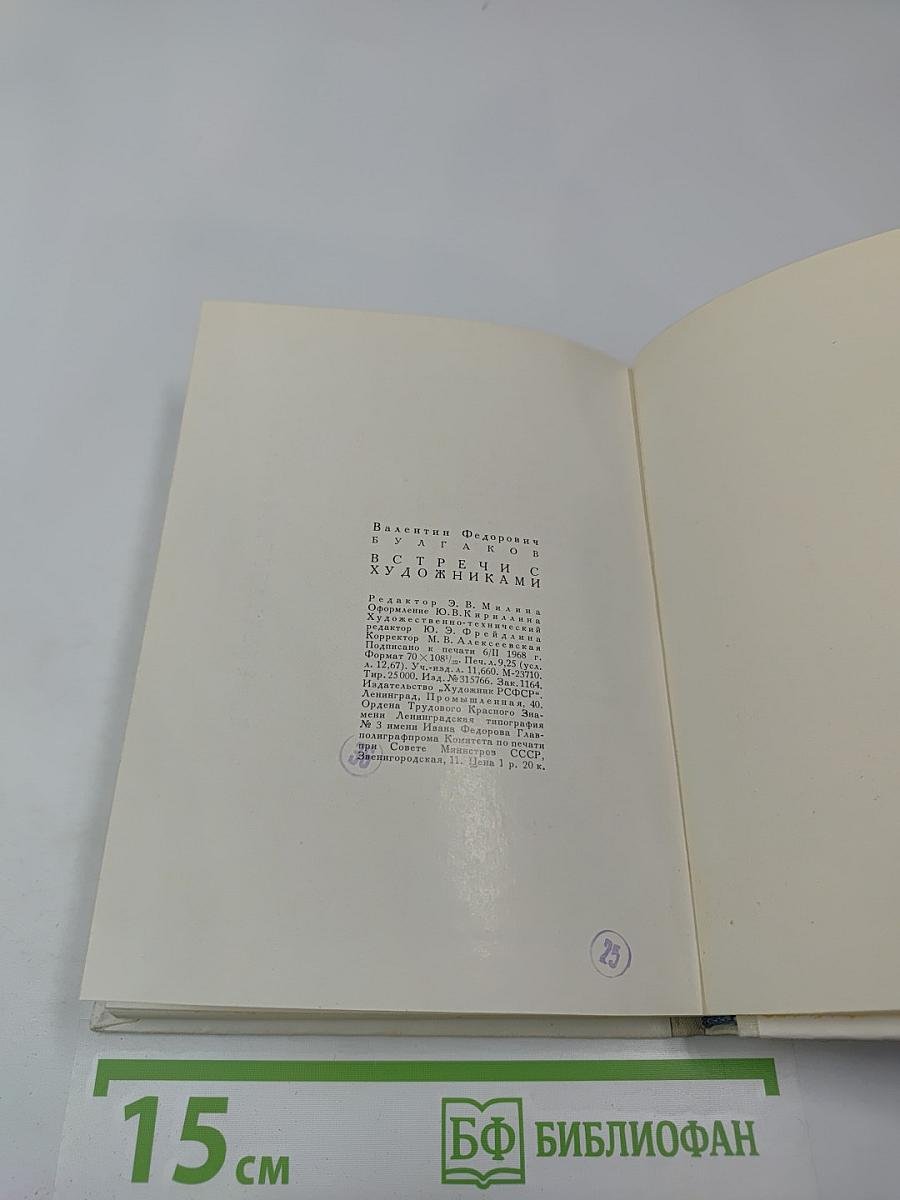 Валентин Федорович
БУЛГАКОВ
ВСТРЕЧИ С
ХУДОЖНИКАМИ
Редактор Э. В. Милина
Оформление Ю. В. Кириллина
Художественно-технический
редактор Ю. Э. Фрейдлина
Корректор М. В. Алексеевская
Подписано к печати 6/II 1968 г.
Формат 70 × 108 1/32. Печ. л. 9,25 (усл.
л. 12,67). Уч.-изд. л. 11,660. М-23710.
Тир. 25000. Изд. № 315766. Зак. 1164.
Издательство „Художник РСФСР“.
Ленинград, Промышленная, 40.
Ордена Трудового Красного Зна-
мени Ленинградская типография
№ 3 имени Ивана Федорова Глав-
полиграфпрома Комитета по печати
при Совете Министров СССР,
Звенигородская, 11. Цена 1 р. 20 к.
25
15 см
БФ БИБЛИОФАН